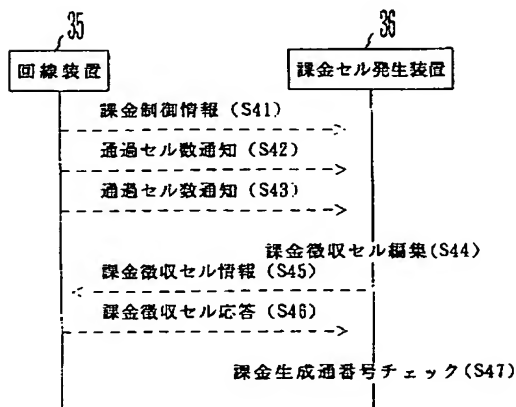 35
36
回線装置
課金セル発生装置
課金制御情報（S41）
通過セル数通知（S42）
通過セル数通知（S43）
課金徴収セル編集(S44)
課金徴収セル情報（S45）
課金徴収セル応答（S46）
課金生成通番号チェック(S47)